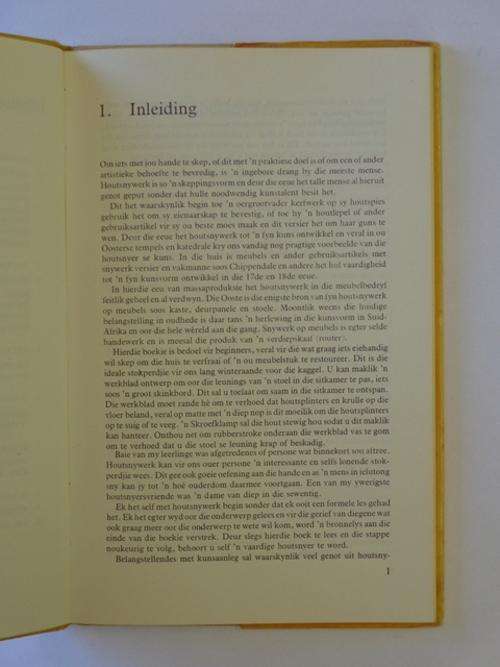 1. Inleiding
Om iets met jou hande te skep, of dit met 'n praktiese doel is of om een of ander
artistieke behoefte te bevredig, is 'n ingebore drang by die meeste mense.
Houtsnywerk is so 'n skeppingsvorm en deur die eeue het talle mense al hieruit
genot geput sonder dat hulle noodwendig kunstalent besit het.
Dit het waarskynlik begin toe 'n oergrootvader kerfwerk op sy houtspies
gebruik het om sy eienaarskap te bevestig, of toe hy 'n houtlepel of ander
gebruiksartikel vir sy ou beste moes maak en dit versier het om haar guns te
wen. Deur die eeue het houtsnywerk tot 'n fyn kuns ontwikkel en veral in ou
Oosterse tempels en katedrale kry ons vandag nog pragtige voorbeelde van die
houtsnyer se kuns. In die huis is meubels en ander gebruiksartikels met
snywerk versier en vakmanne soos Chippendale en andere het hul vaardigheid
tot 'n fyn kunsvorm ontwikkel in die 17de en 18de eeue.
In hierdie eeu van massaproduksie het houtsnywerk in die meubelbedryf
feitlik geheel en al verdwyn. Die Ooste is die enigste bron van fyn houtsnywerk
op meubels soos kaste, deurpanele en stoele. Moontlik weens die huidige
belangstelling in oudhede is daar tans 'n herlewing in die kunsvorm in Suid-
Afrika en oor die hele wêreld aan die gang. Snywerk op meubels is egter selde
handewerk en is meesal die produk van 'n verdiepskaaf (router).
Hierdie boekie is bedoel vir beginners, veral vir die wat graag iets eiehandig
wil skep om die huis te verfraai of 'n ou meubelstuk te restoureer. Dit is die
ideale stokperdjie vir ons lang winteraande voor die kaggel. U kan maklik 'n
werkblad ontwerp om oor die leunings van 'n stoel in die sitkamer te pas, iets
soos 'n groot skinkbord. Dit sal u toelaat om saam in die sitkamer te ontspan.
Die werkblad moet rande hê om te verhoed dat houtsplinters en krulle op die
vloer beland, veral op matte met 'n diep nop is dit moeilik om die houtsplinters
op te suig of te veeg. 'n Skroefklamp sal die hout stewig hou sodat u dit maklik
kan hanteer. Onthou net om rubberstroke onderaan die werkblad vas te gom
om te verhoed dat u die stoel se leuning krap of beskadig.
Baie van my leerlinge was afgetredenes of persone wat binnekort sou aftree.
Houtsnywerk kan vir ons ouer persone 'n interessante en selfs lonende stok-
perdjie wees. Dit gee ook goeie oefening aan die hande en as 'n mens in
sny kan jy tot 'n hoë ouderdom daarmee voortgaan. Een van my ywerigste
houtsnyersvriende was 'n dame van diep in die sewentig.
Ek het self met houtsnywerk begin sonder dat ek ooit een formele les gehad
het. Ek het egter wyd oor die onderwerp gelees en vir die gerief van diegene wat
ook graag meer oor die onderwerp te wete wil kom, word 'n bronnelys aan die
einde van die boekie verstrek. Deur slegs hierdie boek te lees en die stappe
noukeurig te volg, behoort u self 'n vaardige houtsnyer te word.
Belangstellendes met kunsaanleg sal waarskynlik veel genot uit houtsny-
1